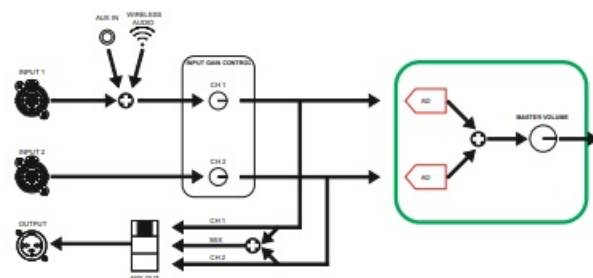 AUX IN
WIRELESS
AUDIO
INPUT 1
INPUT GAIN CONTROL
CH 1
AD
MASTER VOLUME
INPUT 2
CH 2
AD
OUTPUT
CH 1
MIX
CH 2